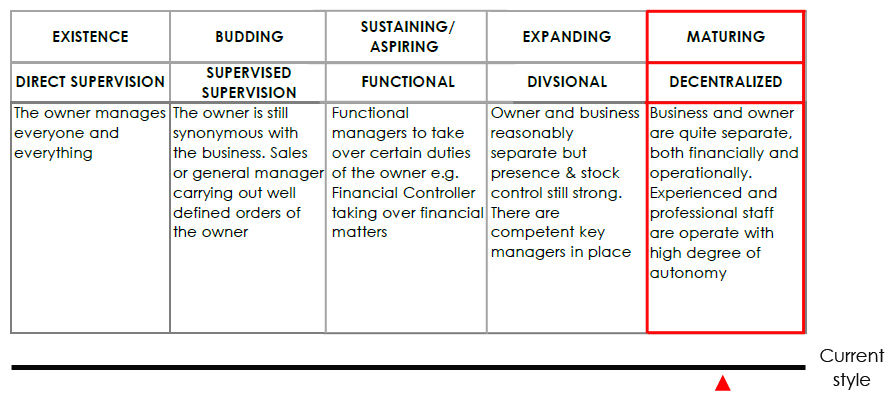 EXISTENCE
BUDDING
SUSTAINING/
ASPIRING
EXPANDING
MATURING
DIRECT SUPERVISION
SUPERVISED
SUPERVISION
FUNCTIONAL
DIVSIONAL
DECENTRALIZED
The owner manages
everyone and
everything
The owner is still
synonymous with
the business. Sales
or general manager
carrying out well
defined orders of
the owner
Functional
managers to take
over certain duties
of the owner e.g.
Financial Controller
taking over financial
matters
Owner and business
reasonably
separate but
presence & stock
control still strong.
There are
competent key
managers in place
Business and owner
are quite separate,
both financially and
operationally.
Experienced and
professional staff
are operate with
high degree of
autonomy
Current
style